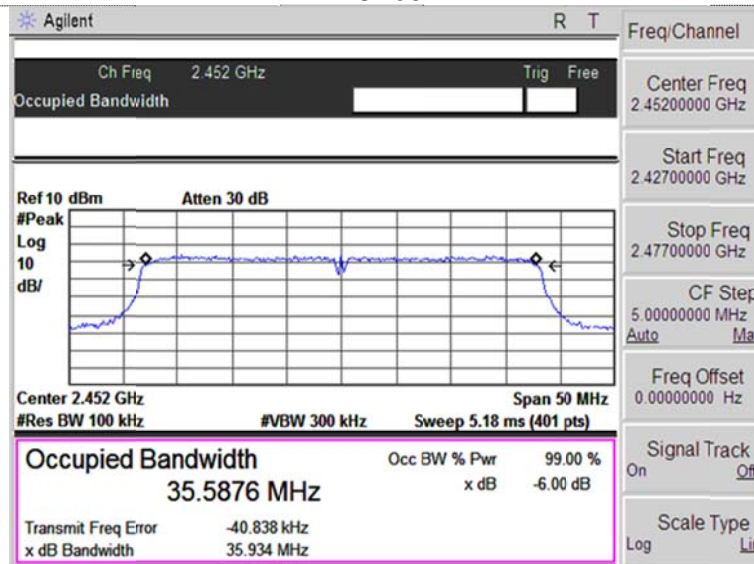 Agilent R T
Freq/Channel
Ch Freq 2.452 GHz Trig Free
Occupied Bandwidth
Center Freq
2.45200000 GHz
Start Freq
2.42700000 GHz
Stop Freq
2.47700000 GHz
CF Step
5.00000000 MHz
Auto Ma
Freq Offset
0.00000000 Hz
Signal Track
On Off
Scale Type
Log Li
Ref 10 dBm Atten 30 dB
#Peak
Log
10
dB/
Center 2.452 GHz Span 50 MHz
#Res BW 100 kHz #VBW 300 kHz Sweep 5.18 ms (401 pts)
Occupied Bandwidth Occ BW % Pwr 99.00 %
35.5876 MHz x dB -6.00 dB
Transmit Freq Error -40.838 kHz
x dB Bandwidth 35.934 MHz